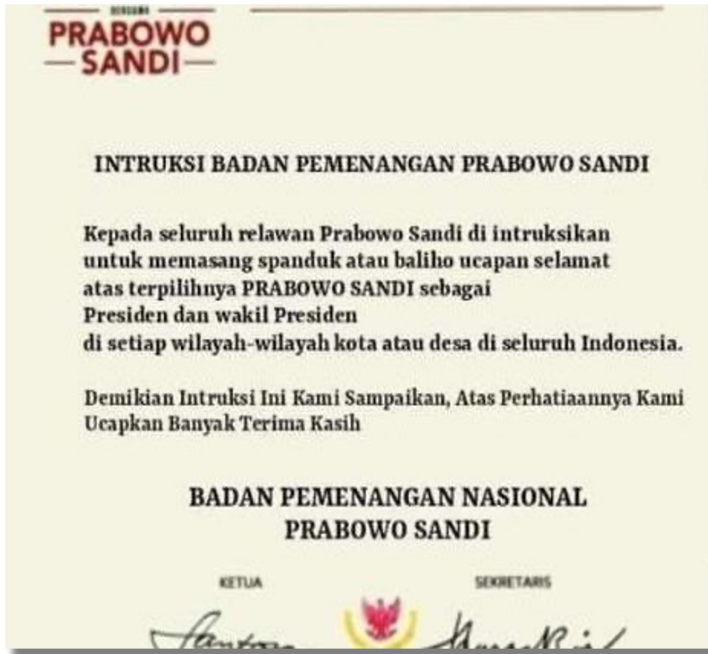 BERSAMA
PRABOWO
SANDI
INTRUKSI BADAN PEMENANGAN PRABOWO SANDI
Kepada seluruh relawan Prabowo Sandi di intruksikan
untuk memasang spanduk atau baliho ucapan selamat
atas terpilihnya PRABOWO SANDI sebagai
Presiden dan wakil Presiden
di setiap wilayah-wilayah kota atau desa di seluruh Indonesia.
Demikian Intruksi Ini Kami Sampaikan, Atas Perhatiaannya Kami
Ucapkan Banyak Terima Kasih
BADAN PEMENANGAN NASIONAL
PRABOWO SANDI
KETUA SEKRETARIS